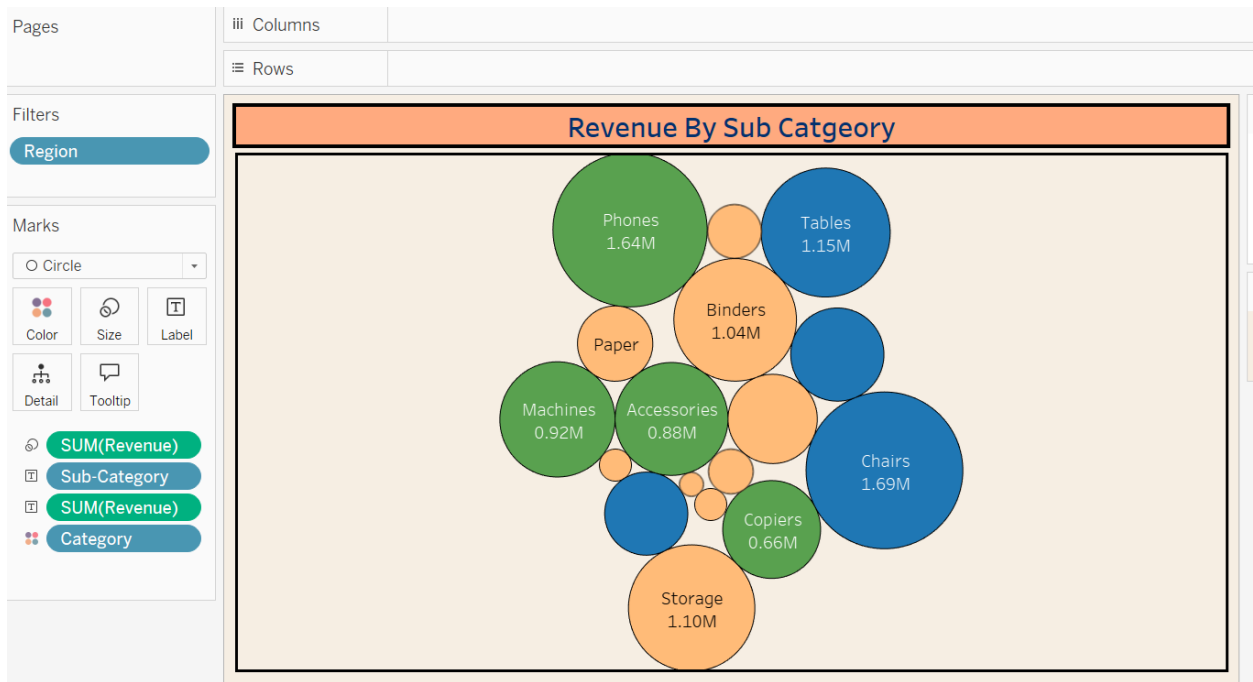 Pages
iii Columns
Rows
Filters
Region
Marks
Circle
Color
Size
T
Label
Detail
Tooltip
SUM(Revenue)
T
Sub-Category
T
SUM(Revenue)
Category
Revenue By Sub Catgeory
Phones
1.64M
Tables
1.15M
Binders
1.04M
Paper
Machines
0.92M
Accessories
0.88M
Chairs
1.69M
Copiers
0.66M
Storage
1.10M